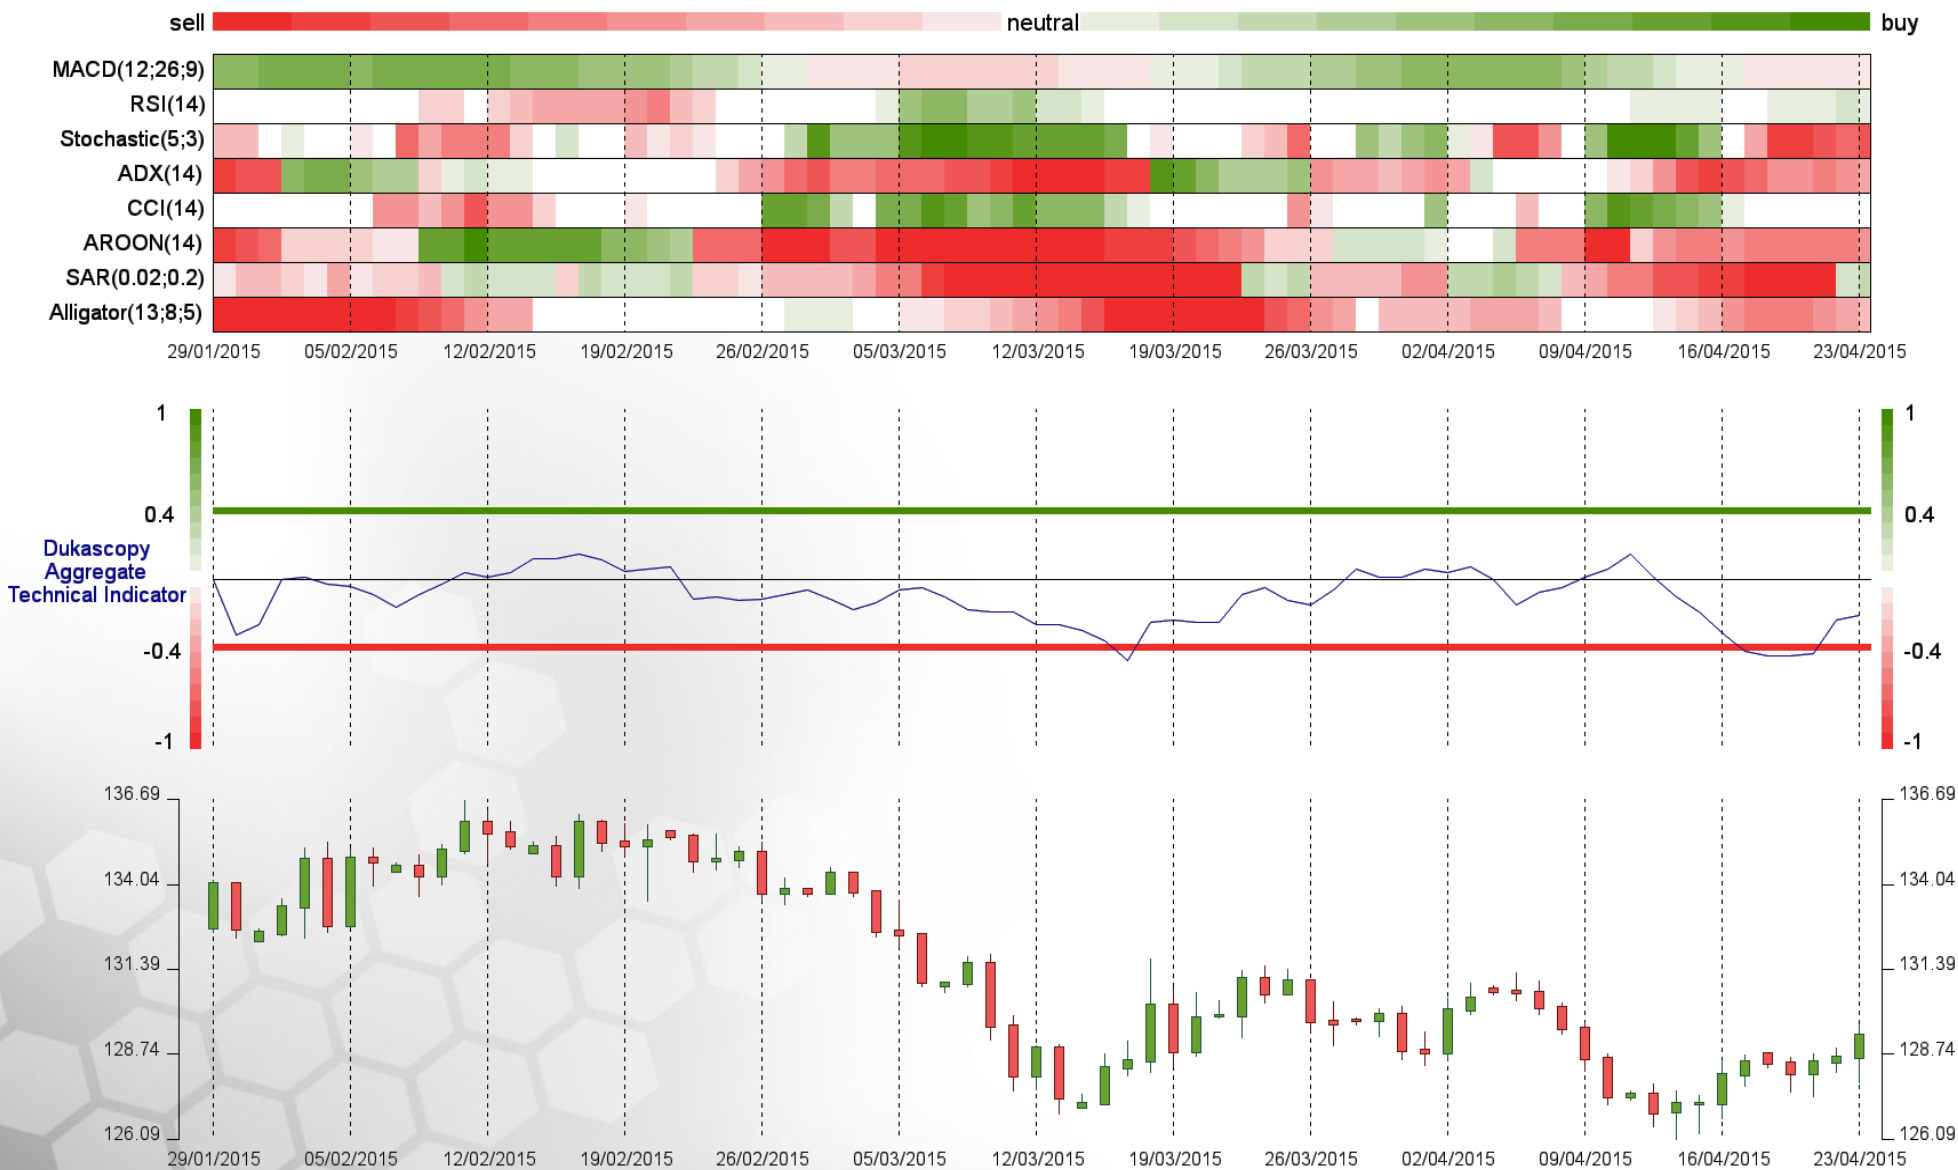 sell neutral buy
MACD(12;26;9)
RSI(14)
Stochastic(5;3)
ADX(14)
CCI(14)
AROON(14)
SAR(0.02;0.2)
Alligator(13;8;5)
29/01/2015 05/02/2015 12/02/2015 19/02/2015 26/02/2015 05/03/2015 12/03/2015 19/03/2015 26/03/2015 02/04/2015 09/04/2015 16/04/2015 23/04/2015
1 1
0.4 0.4
Dukascopy
Aggregate
Technical Indicator
-0.4 -0.4
-1 -1
136.69 136.69
134.04 134.04
131.39 131.39
128.74 128.74
126.09 126.09
29/01/2015 05/02/2015 12/02/2015 19/02/2015 26/02/2015 05/03/2015 12/03/2015 19/03/2015 26/03/2015 02/04/2015 09/04/2015 16/04/2015 23/04/2015